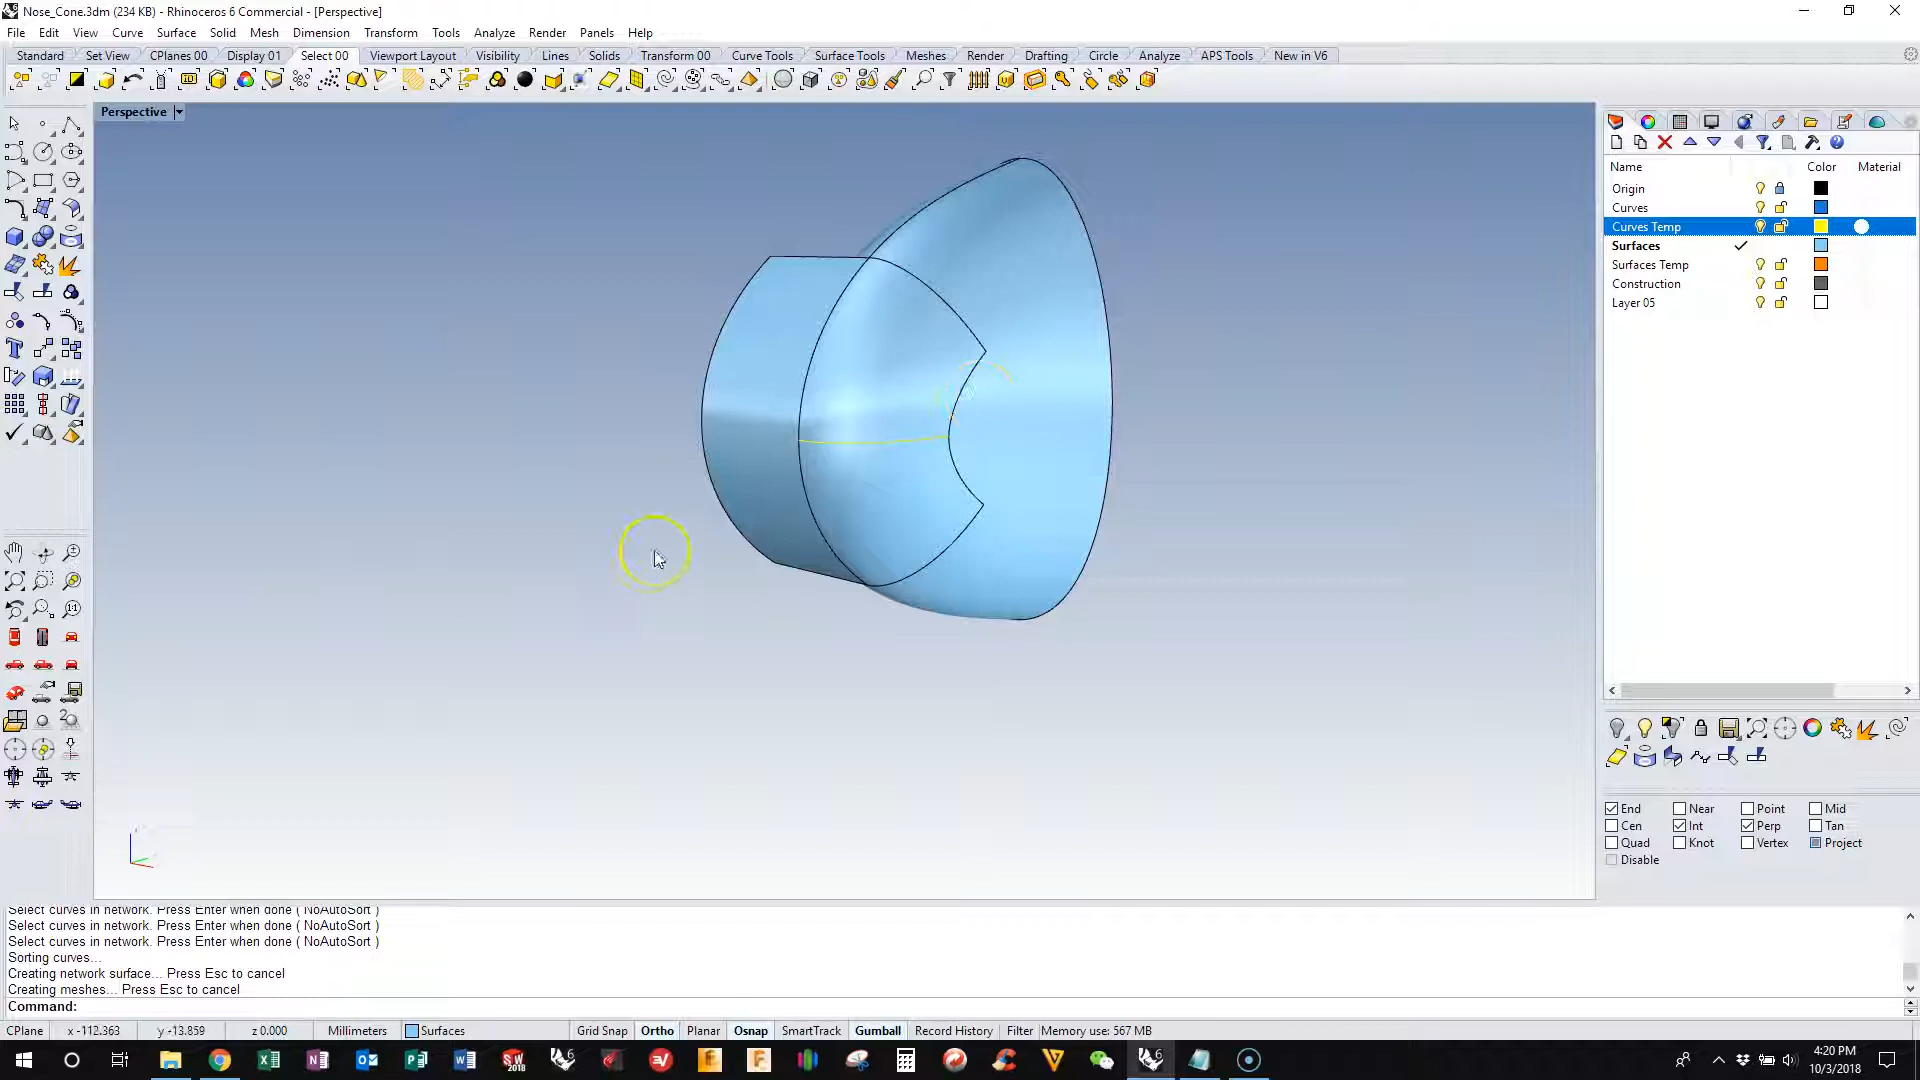 Nose_Cone.3dm (234 KB) - Rhinoceros 6 Commercial - [Perspective]
File Edit View Curve Surface Solid Mesh Dimension Transform Tools Analyze Render Panels Help
Standard Set View CPlanes 00 Display 01 Select 00 Viewport Layout Visibility Lines Solids Transform 00 Curve Tools Surface Tools Meshes Render Drafting Circle Analyze APS Tools New in V6
Perspective
Name Color Material
Origin
Curves
Curves Temp
Surfaces
Surfaces Temp
Construction
Layer 05
End Near Point Mid
Cen Int Perp Tan
Quad Knot Vertex Project
Disable
Select curves in network. Press Enter when done ( NoAutoSort )
Select curves in network. Press Enter when done ( NoAutoSort )
Select curves in network. Press Enter when done ( NoAutoSort )
Sorting curves...
Creating network surface... Press Esc to cancel
Creating meshes... Press Esc to cancel
Command:
CPlane x -112.363 y -13.859 z 0.000 Millimeters Surfaces Grid Snap Ortho Planar Osnap SmartTrack Gumball Record History Filter Memory use: 567 MB
4:20 PM
10/3/2018